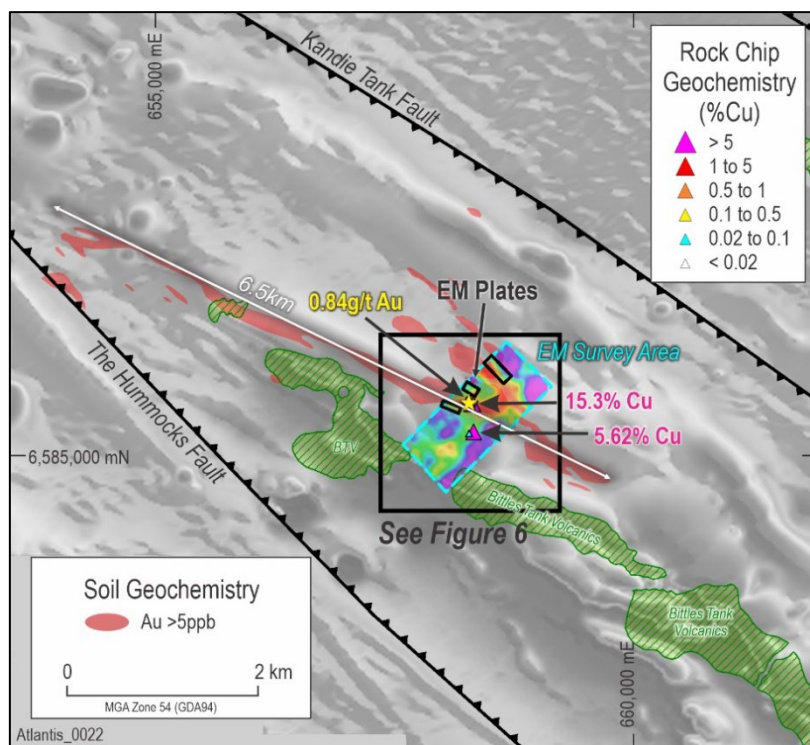 655,000 mE
Kandie Tank Fault
Rock Chip
Geochemistry
(%Cu)
> 5
1 to 5
0.5 to 1
0.1 to 0.5
0.02 to 0.1
< 0.02
6.5km
0.84g/t Au
EM Plates
EM Survey Area
15.3% Cu
5.62% Cu
The Hummocks Fault
BTV
6,585,000 mN
Bittles Tank Volcanics
See Figure 6
Bittles Tank
Volcanics
Soil Geochemistry
Au >5ppb
0 2 km
MGA Zone 54 (GDA94)
660,000 mE
Atlantis_0022